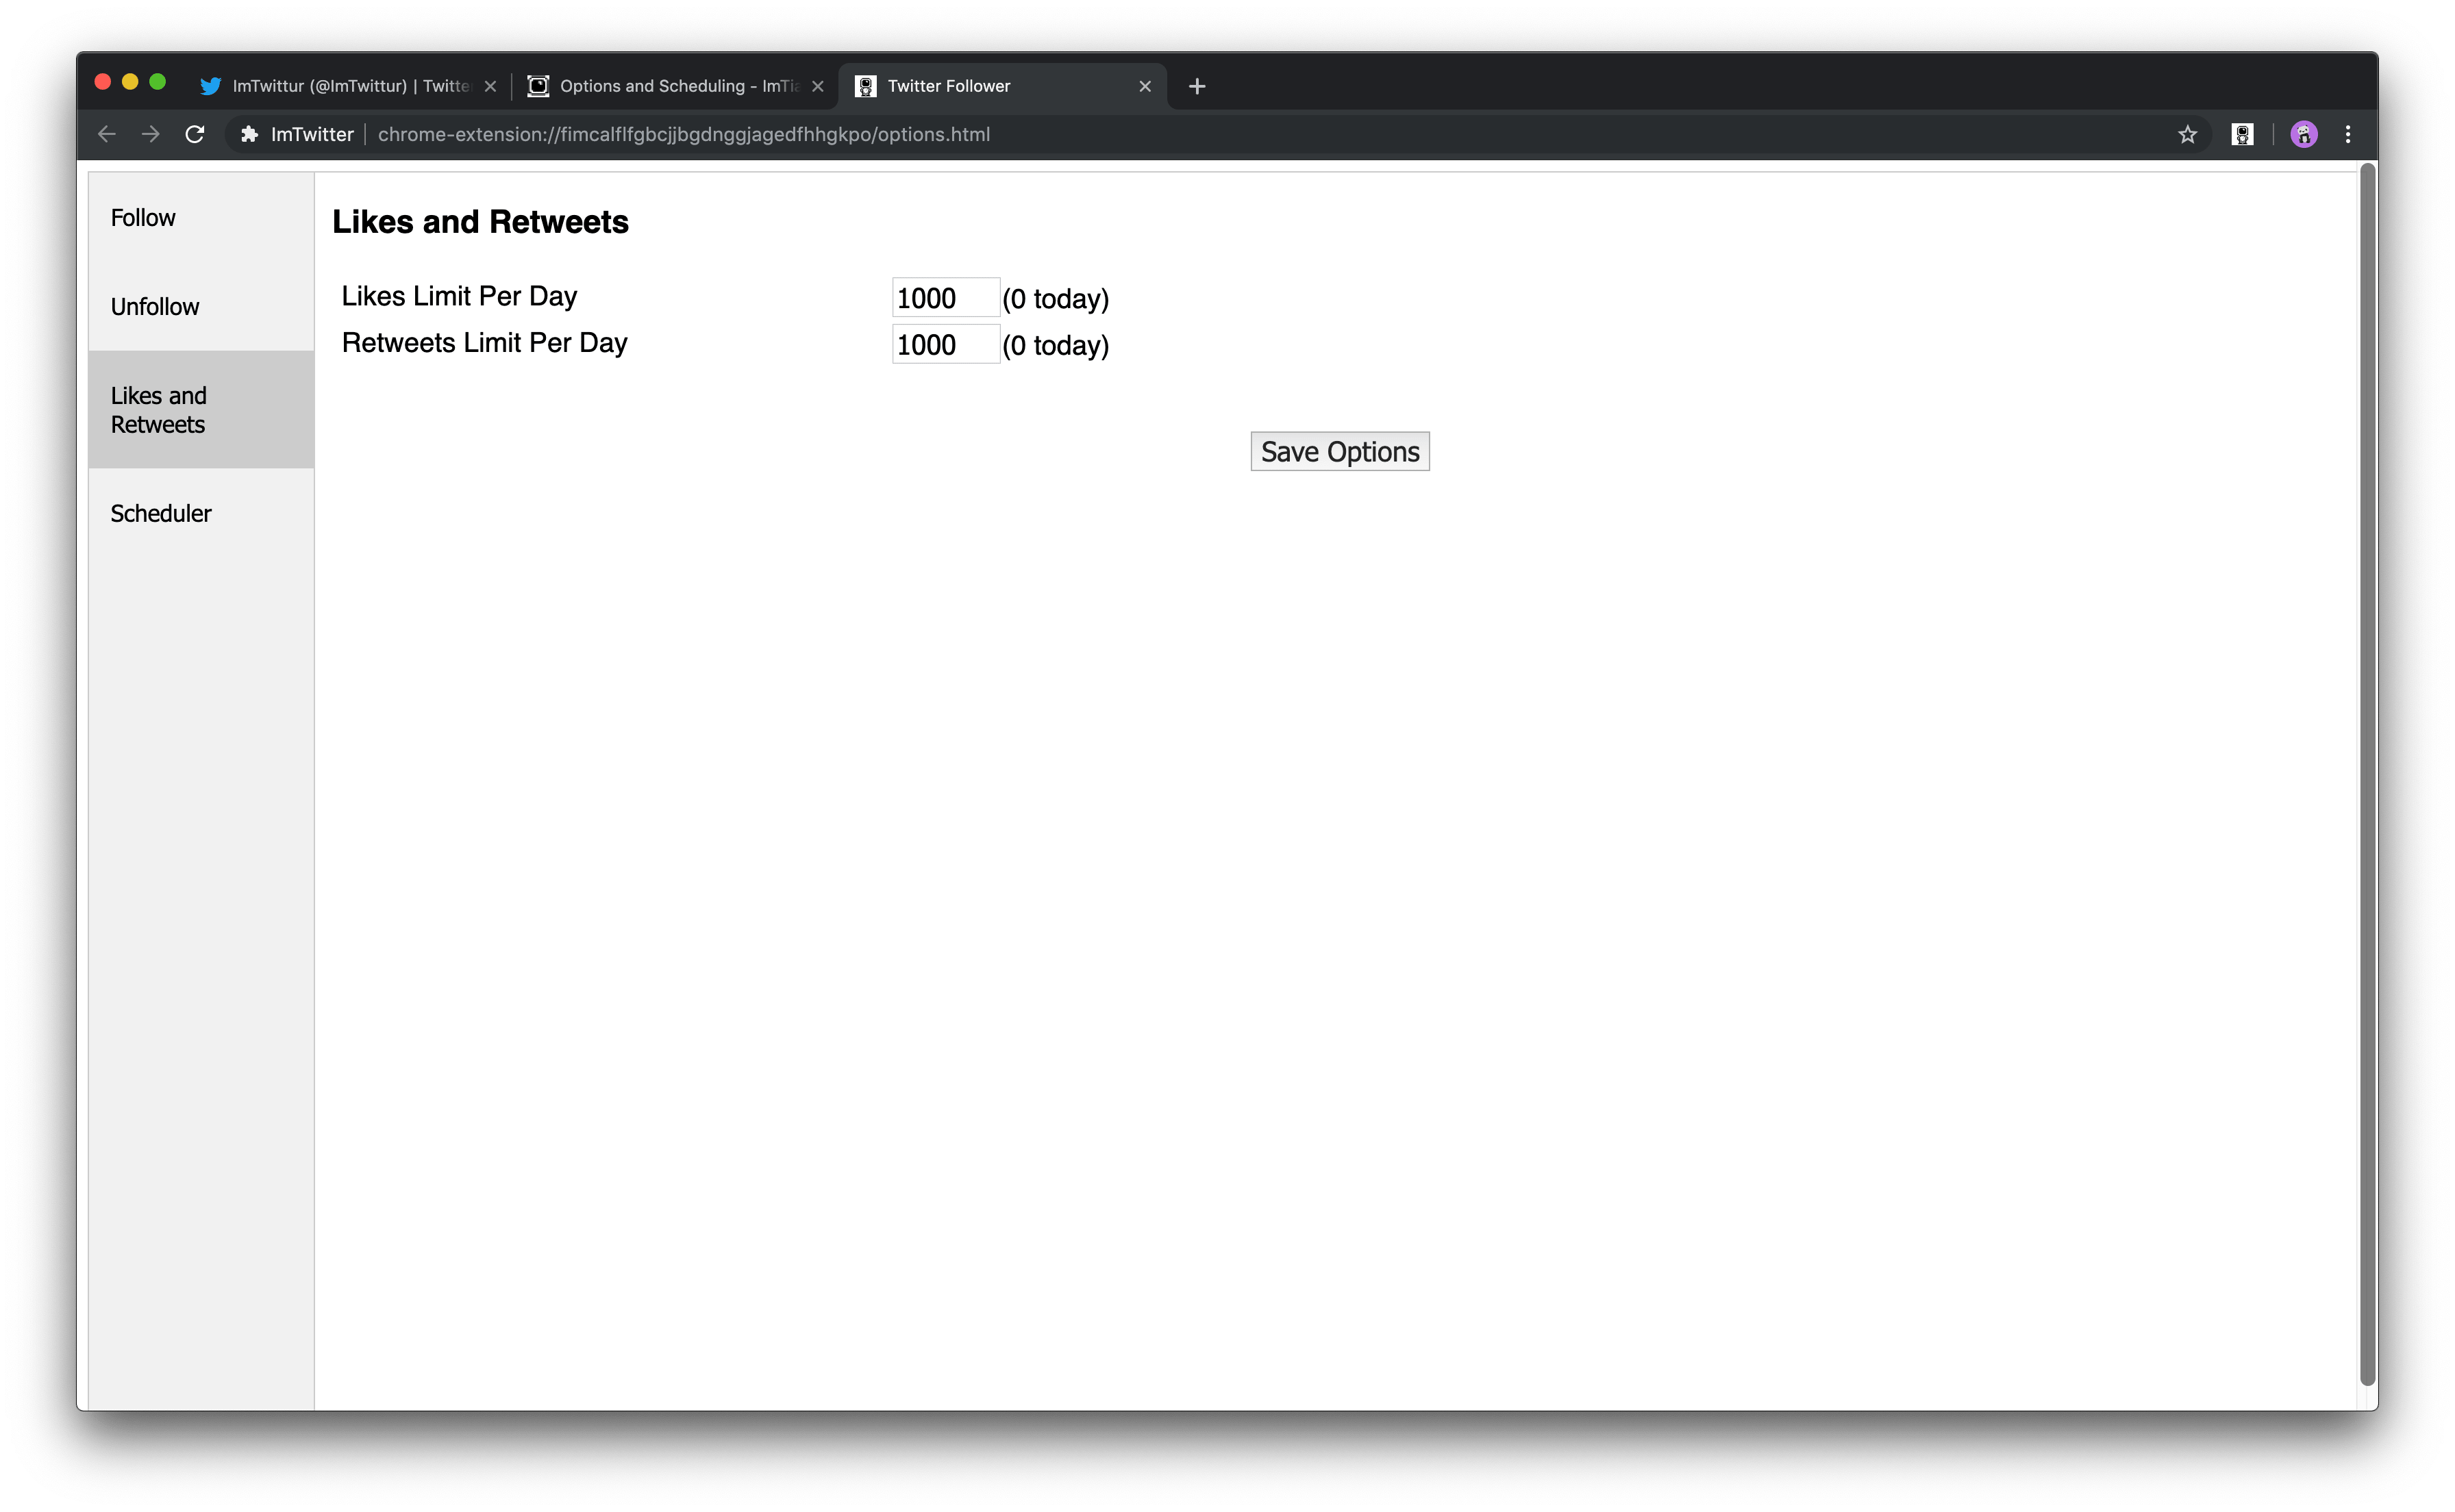 ImTwittur (@ImTwittur) | Twitte
Options and Scheduling - ImTia
Twitter Follower
ImTwitter
chrome-extension://fimcalflfgbcjjbgdnggjagedfhhgkpo/options.html
Follow
Unfollow
Likes and
Retweets
Scheduler
Likes and Retweets
Likes Limit Per Day 1000 (0 today)
Retweets Limit Per Day 1000 (0 today)
Save Options